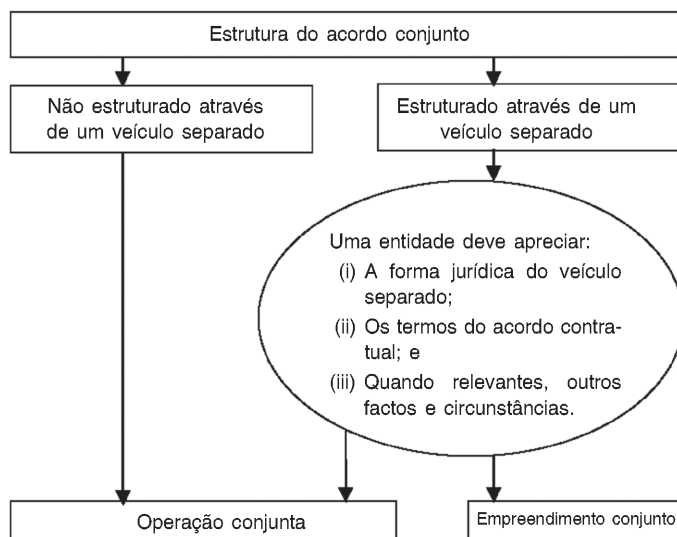 Estrutura do acordo conjunto
Não estruturado através
de um veículo separado
Estruturado através de um
veículo separado
Uma entidade deve apreciar:
(i) A forma jurídica do veículo
separado;
(ii) Os termos do acordo contra-
tual; e
(iii) Quando relevantes, outros
factos e circunstâncias.
Operação conjunta
Empreendimento conjunto